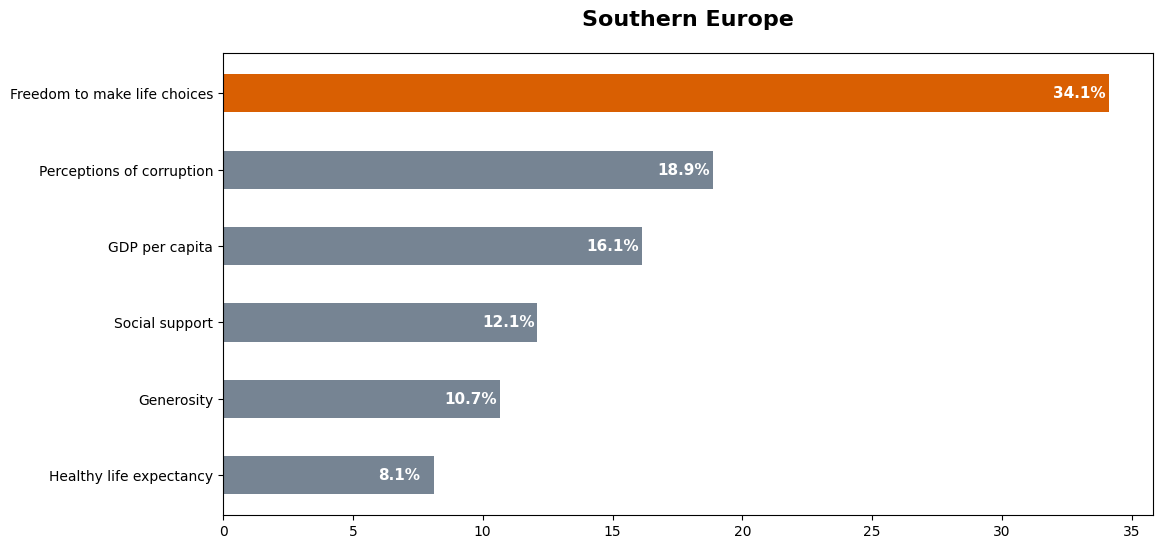 Southern Europe
Freedom to make life choices 34.1%
Perceptions of corruption 18.9%
GDP per capita 16.1%
Social support 12.1%
Generosity 10.7%
Healthy life expectancy 8.1%
0 5 10 15 20 25 30 35